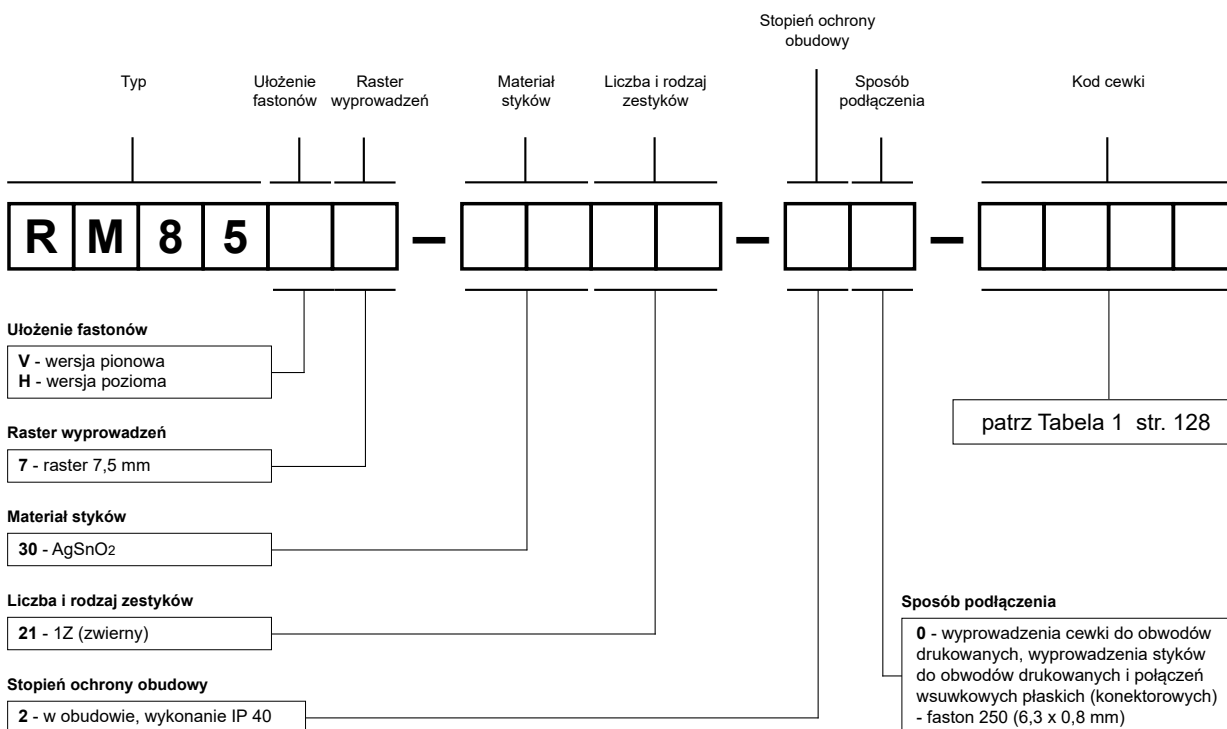 Stopień ochrony
obudowy
Typ
Ułożenie
fastonów
Raster
wyprowadzeń
Materiał
styków
Liczba i rodzaj
zestyków
Sposób
podłączenia
Kod cewki
R M 8 5 – – –
Ułożenie fastonów
V - wersja pionowa
H - wersja pozioma
Raster wyprowadzeń
7 - raster 7,5 mm
patrz Tabela 1 str. 128
Materiał styków
30 - AgSnO2
Liczba i rodzaj zestyków
21 - 1Z (zwierny)
Stopień ochrony obudowy
2 - w obudowie, wykonanie IP 40
Sposób podłączenia
0 - wyprowadzenia cewki do obwodów
drukowanych, wyprowadzenia styków
do obwodów drukowanych i połączeń
wsuwkowych płaskich (konektorowych)
- faston 250 (6,3 x 0,8 mm)